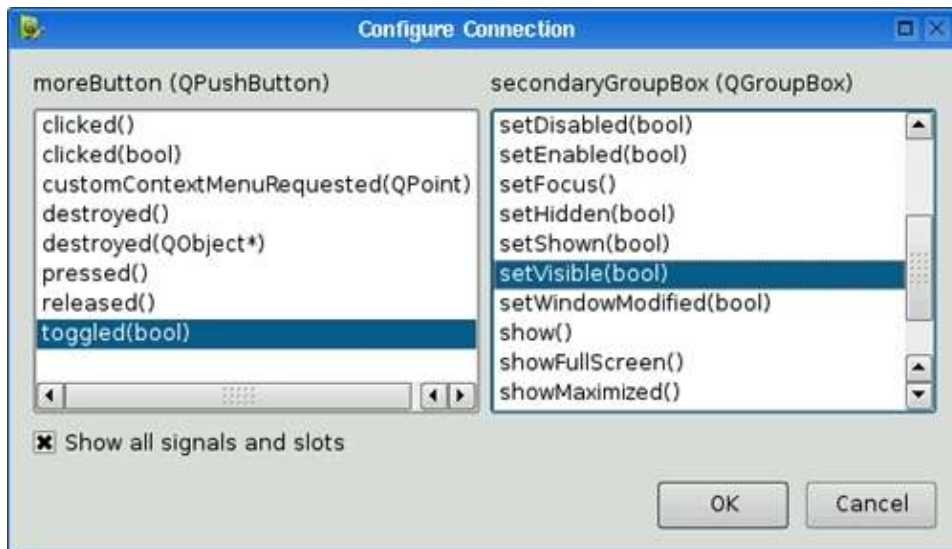 Configure Connection
moreButton (QPushButton)
clicked()
clicked(bool)
customContextMenuRequested(QPoint)
destroyed()
destroyed(QObject*)
pressed()
released()
toggled(bool)
secondaryGroupBox (QGroupBox)
setDisabled(bool)
setEnabled(bool)
setFocus()
setHidden(bool)
setShown(bool)
setVisible(bool)
setWindowModified(bool)
show()
showFullScreen()
showMaximized()
Show all signals and slots
OK
Cancel